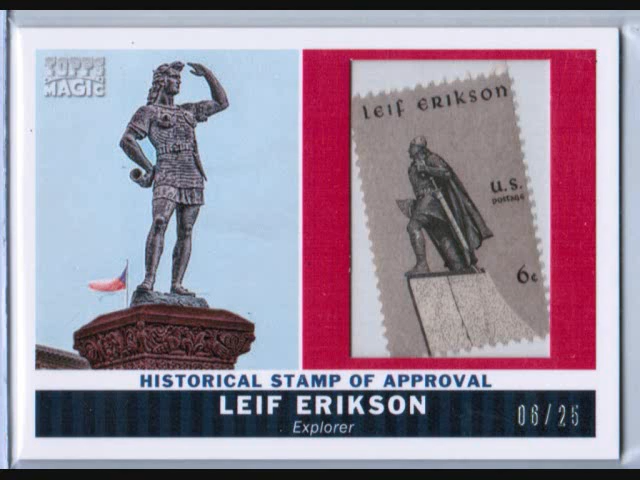 TOPPS
MAGIC
LEIF ERIKSON
U.S.
postage
6¢
HISTORICAL STAMP OF APPROVAL
LEIF ERIKSON
Explorer
06/25